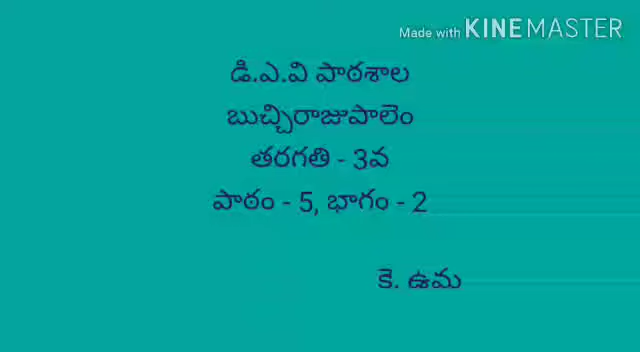 Made with KINEMASTER
డి.ఎ.వి పాఠశాల
బుచ్చిరాజుపాలెం
తరగతి - 3వ
పాఠం - 5, భాగం - 2
కె. ఉమ